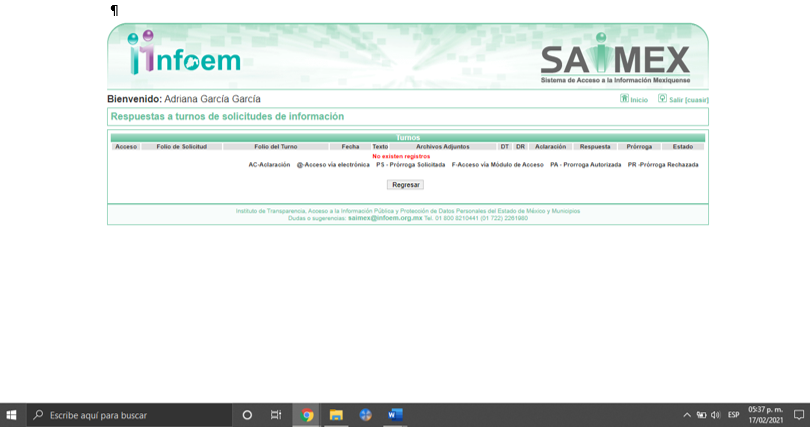 ¶
infoem
SAIMEX
Sistema de Acceso a la Información Mexiquense
Bienvenido: Adriana García García
Inicio Salir [cuasir]
Respuestas a turnos de solicitudes de información
Turnos
Acceso Folio de Solicitud Folio del Turno Fecha Texto Archivos Adjuntos DT DR Aclaración Respuesta Prórroga Estado
No existen registros
AC-Aclaración @-Acceso vía electrónica PS - Prórroga Solicitada F-Acceso vía Módulo de Acceso PA - Prorroga Autorizada PR -Prórroga Rechazada
Regresar
Instituto de Transparencia, Acceso a la Información Pública y Protección de Datos Personales del Estado de México y Municipios
Dudas o sugerencias: saimex@infoem.org.mx Tel. 01 800 8210441 (01 722) 2261980
Escribe aquí para buscar
ESP
05:37 p. m.
17/02/2021